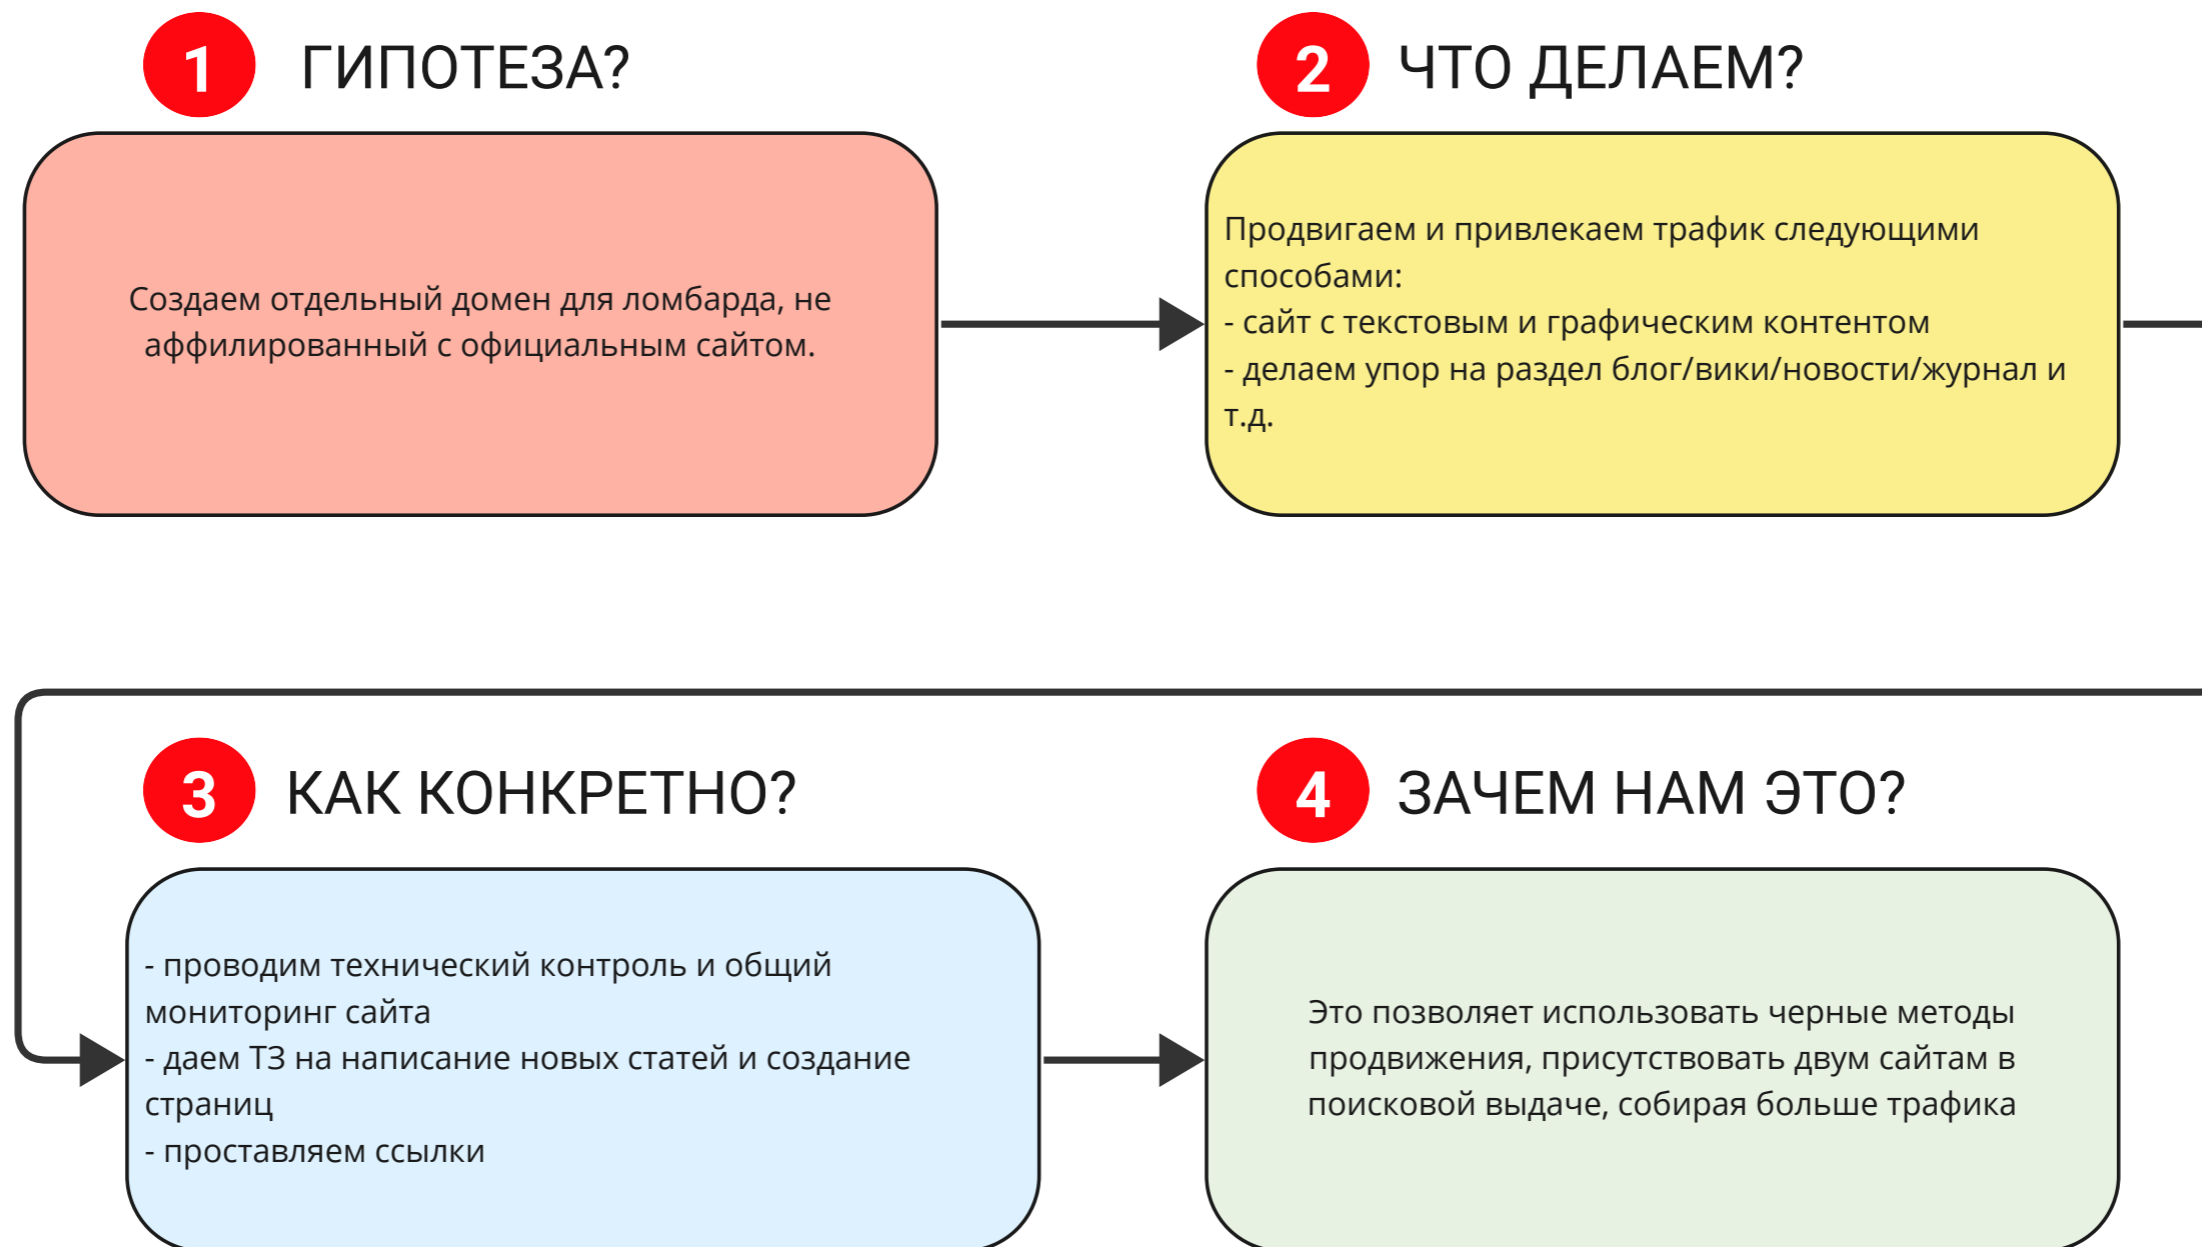 1 ГИПОТЕЗА?
Создаем отдельный домен для ломбарда, не
аффилированный с официальным сайтом.
2 ЧТО ДЕЛАЕМ?
Продвигаем и привлекаем трафик следующими
способами:
- сайт с текстовым и графическим контентом
- делаем упор на раздел блог/вики/новости/журнал и
т.д.
3 КАК КОНКРЕТНО?
- проводим технический контроль и общий
мониторинг сайта
- даем ТЗ на написание новых статей и создание
страниц
- проставляем ссылки
4 ЗАЧЕМ НАМ ЭТО?
Это позволяет использовать черные методы
продвижения, присутствовать двум сайтам в
поисковой выдаче, собирая больше трафика